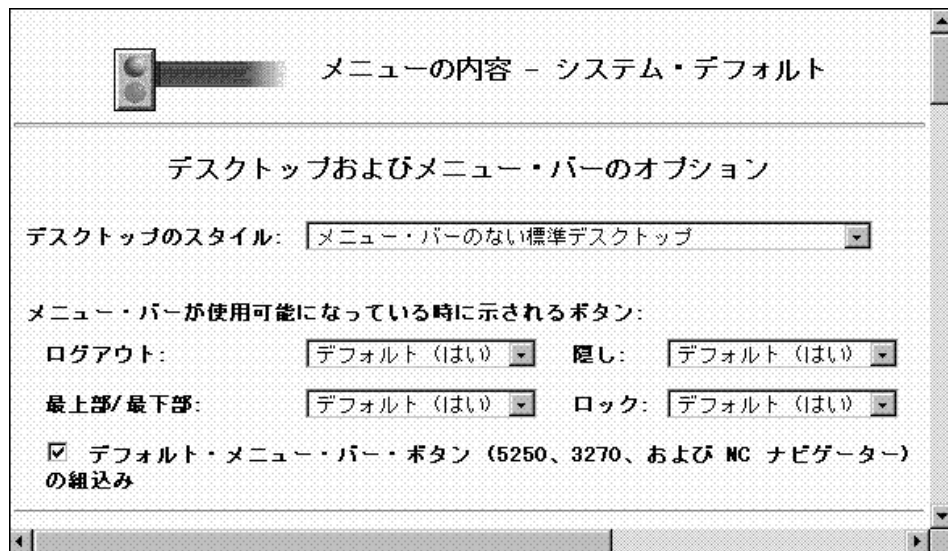 メニューの内容 - システム・デフォルト
デスクトップおよびメニュー・バーのオプション
デスクトップのスタイル: メニュー・バーのない標準デスクトップ
メニュー・バーが使用可能になっている時に示されるボタン:
ログアウト: デフォルト (はい) 隠し: デフォルト (はい)
最上部/最下部: デフォルト (はい) ロック: デフォルト (はい)
デフォルト・メニュー・バー・ボタン (5250、3270、および NC ナビゲーター)
の組込み